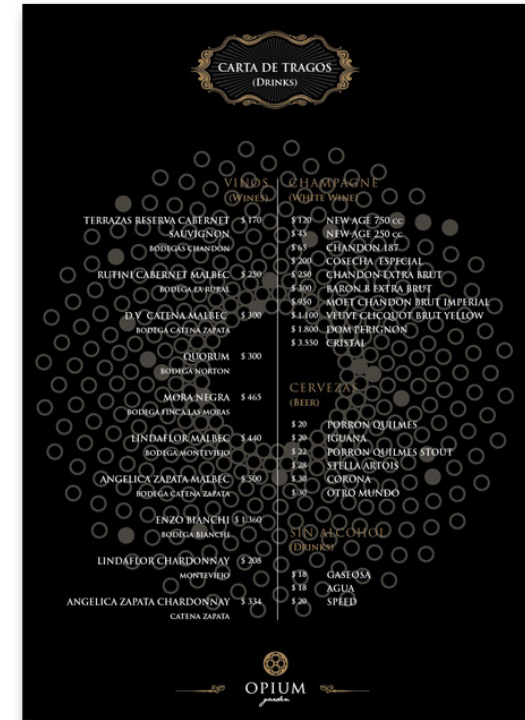 CARTA DE TRAGOS
(DRINKS)
VINOS
(WINES)
TERRAZAS RESERVA CABERNET $ 170
SAUVIGNON
BODEGAS CHANDON
RUTINI CABERNET MALBEC $ 250
BODEGA LA RURAL
D.V. CATENA MALBEC $ 300
BODEGA CATENA ZAPATA
QUORUM $ 300
BODEGA NORTON
MORA NEGRA $ 465
BODEGA FINCA LAS MORAS
LINDAFLOR MALBEC $ 440
BODEGA MONTEVIEJO
ANGELICA ZAPATA MALBEC $ 500
BODEGA CATENA ZAPATA
ENZO BIANCHI $ 1.360
BODEGA BIANCHI
LINDAFLOR CHARDONNAY $ 208
MONTEVIEJO
ANGELICA ZAPATA CHARDONNAY $ 334
CATENA ZAPATA
CHAMPAGNE
(WHITE WINE)
$ 120 NEW AGE 750 cc
$ 45 NEW AGE 250 cc
$ 65 CHANDON 187
$ 200 COSECHA ESPECIAL
$ 250 CHANDON EXTRA BRUT
$ 300 BARON B EXTRA BRUT
$ 950 MOET CHANDON BRUT IMPERIAL
$ 1.100 VEUVE CLICQUOT BRUT YELLOW
$ 1.800 DOM PERIGNON
$ 3.550 CRISTAL
CERVEZAS
(BEER)
$ 20 PORRON QUILMES
$ 20 IGUANA
$ 22 PORRON QUILMES STOUT
$ 28 STELLA ARTOIS
$ 30 CORONA
$ 30 OTRO MUNDO
SIN ALCOHOL
(DRINKS)
$ 18 GASEOSA
$ 18 AGUA
$ 20 SPEED
OPIUM
garden